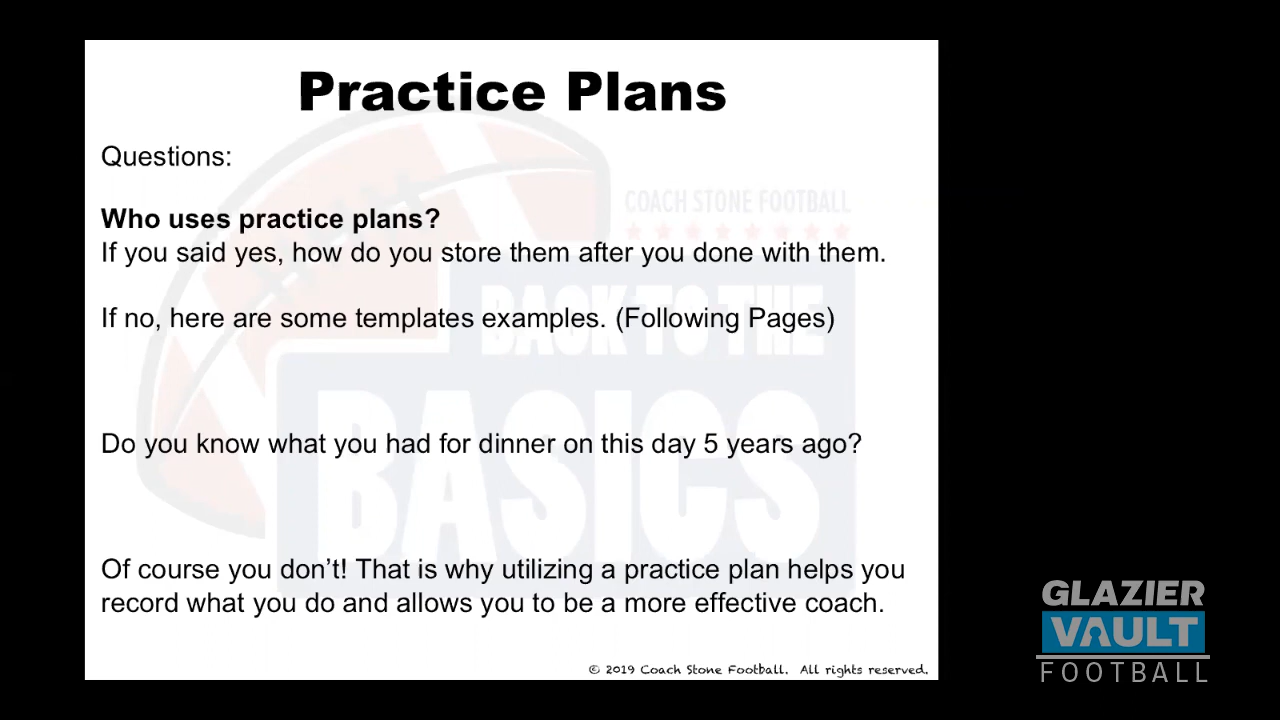 Practice Plans
Questions:
COACH STONE FOOTBALL
Who uses practice plans?
If you said yes, how do you store them after you done with them.
BACK TO THE
If no, here are some templates examples. (Following Pages)
BASICS
Do you know what you had for dinner on this day 5 years ago?
Of course you don’t! That is why utilizing a practice plan helps you
record what you do and allows you to be a more effective coach.
© 2019 Coach Stone Football. All rights reserved.
GLAZIER
VAULT
FOOTBALL